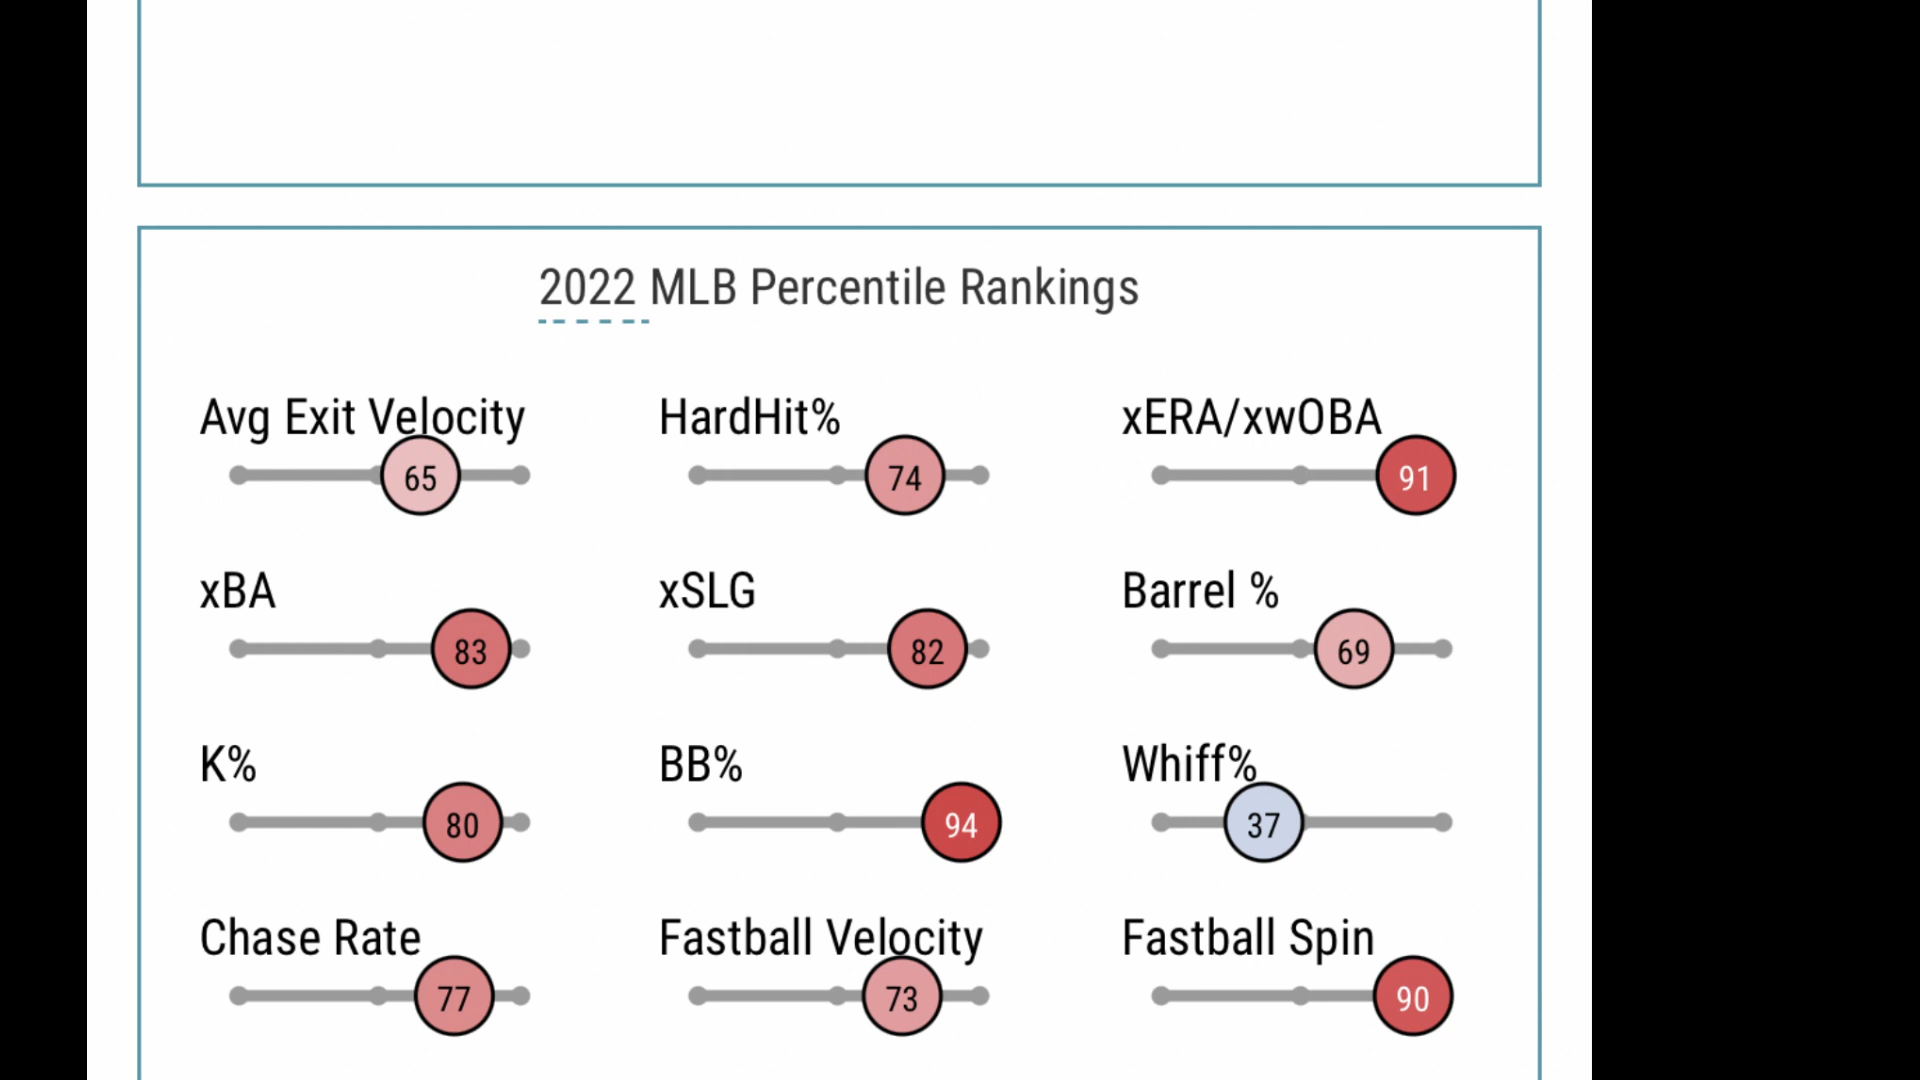 2022 MLB Percentile Rankings
Avg Exit Velocity
65
HardHit%
74
xERA/xwOBA
91
xBA
83
xSLG
82
Barrel %
69
K%
80
BB%
94
Whiff%
37
Chase Rate
77
Fastball Velocity
73
Fastball Spin
90